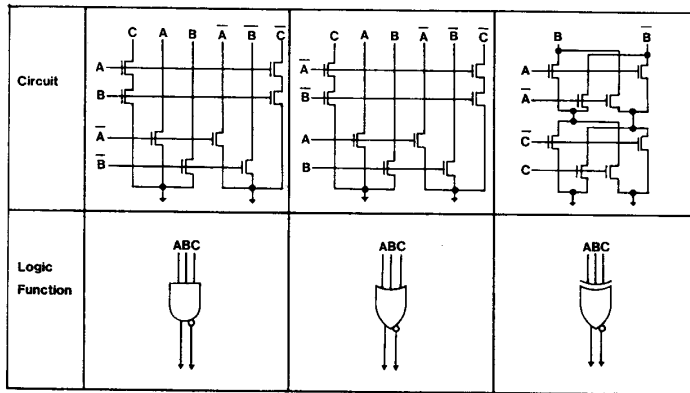 Circuit
C A B A̅ B̅ C̅
A
B
A̅
B̅
C A B A̅ B̅ C̅
A̅
B̅
A
B
B B̅
A
A̅
C̅
C
Logic
Function
ABC
ABC
ABC